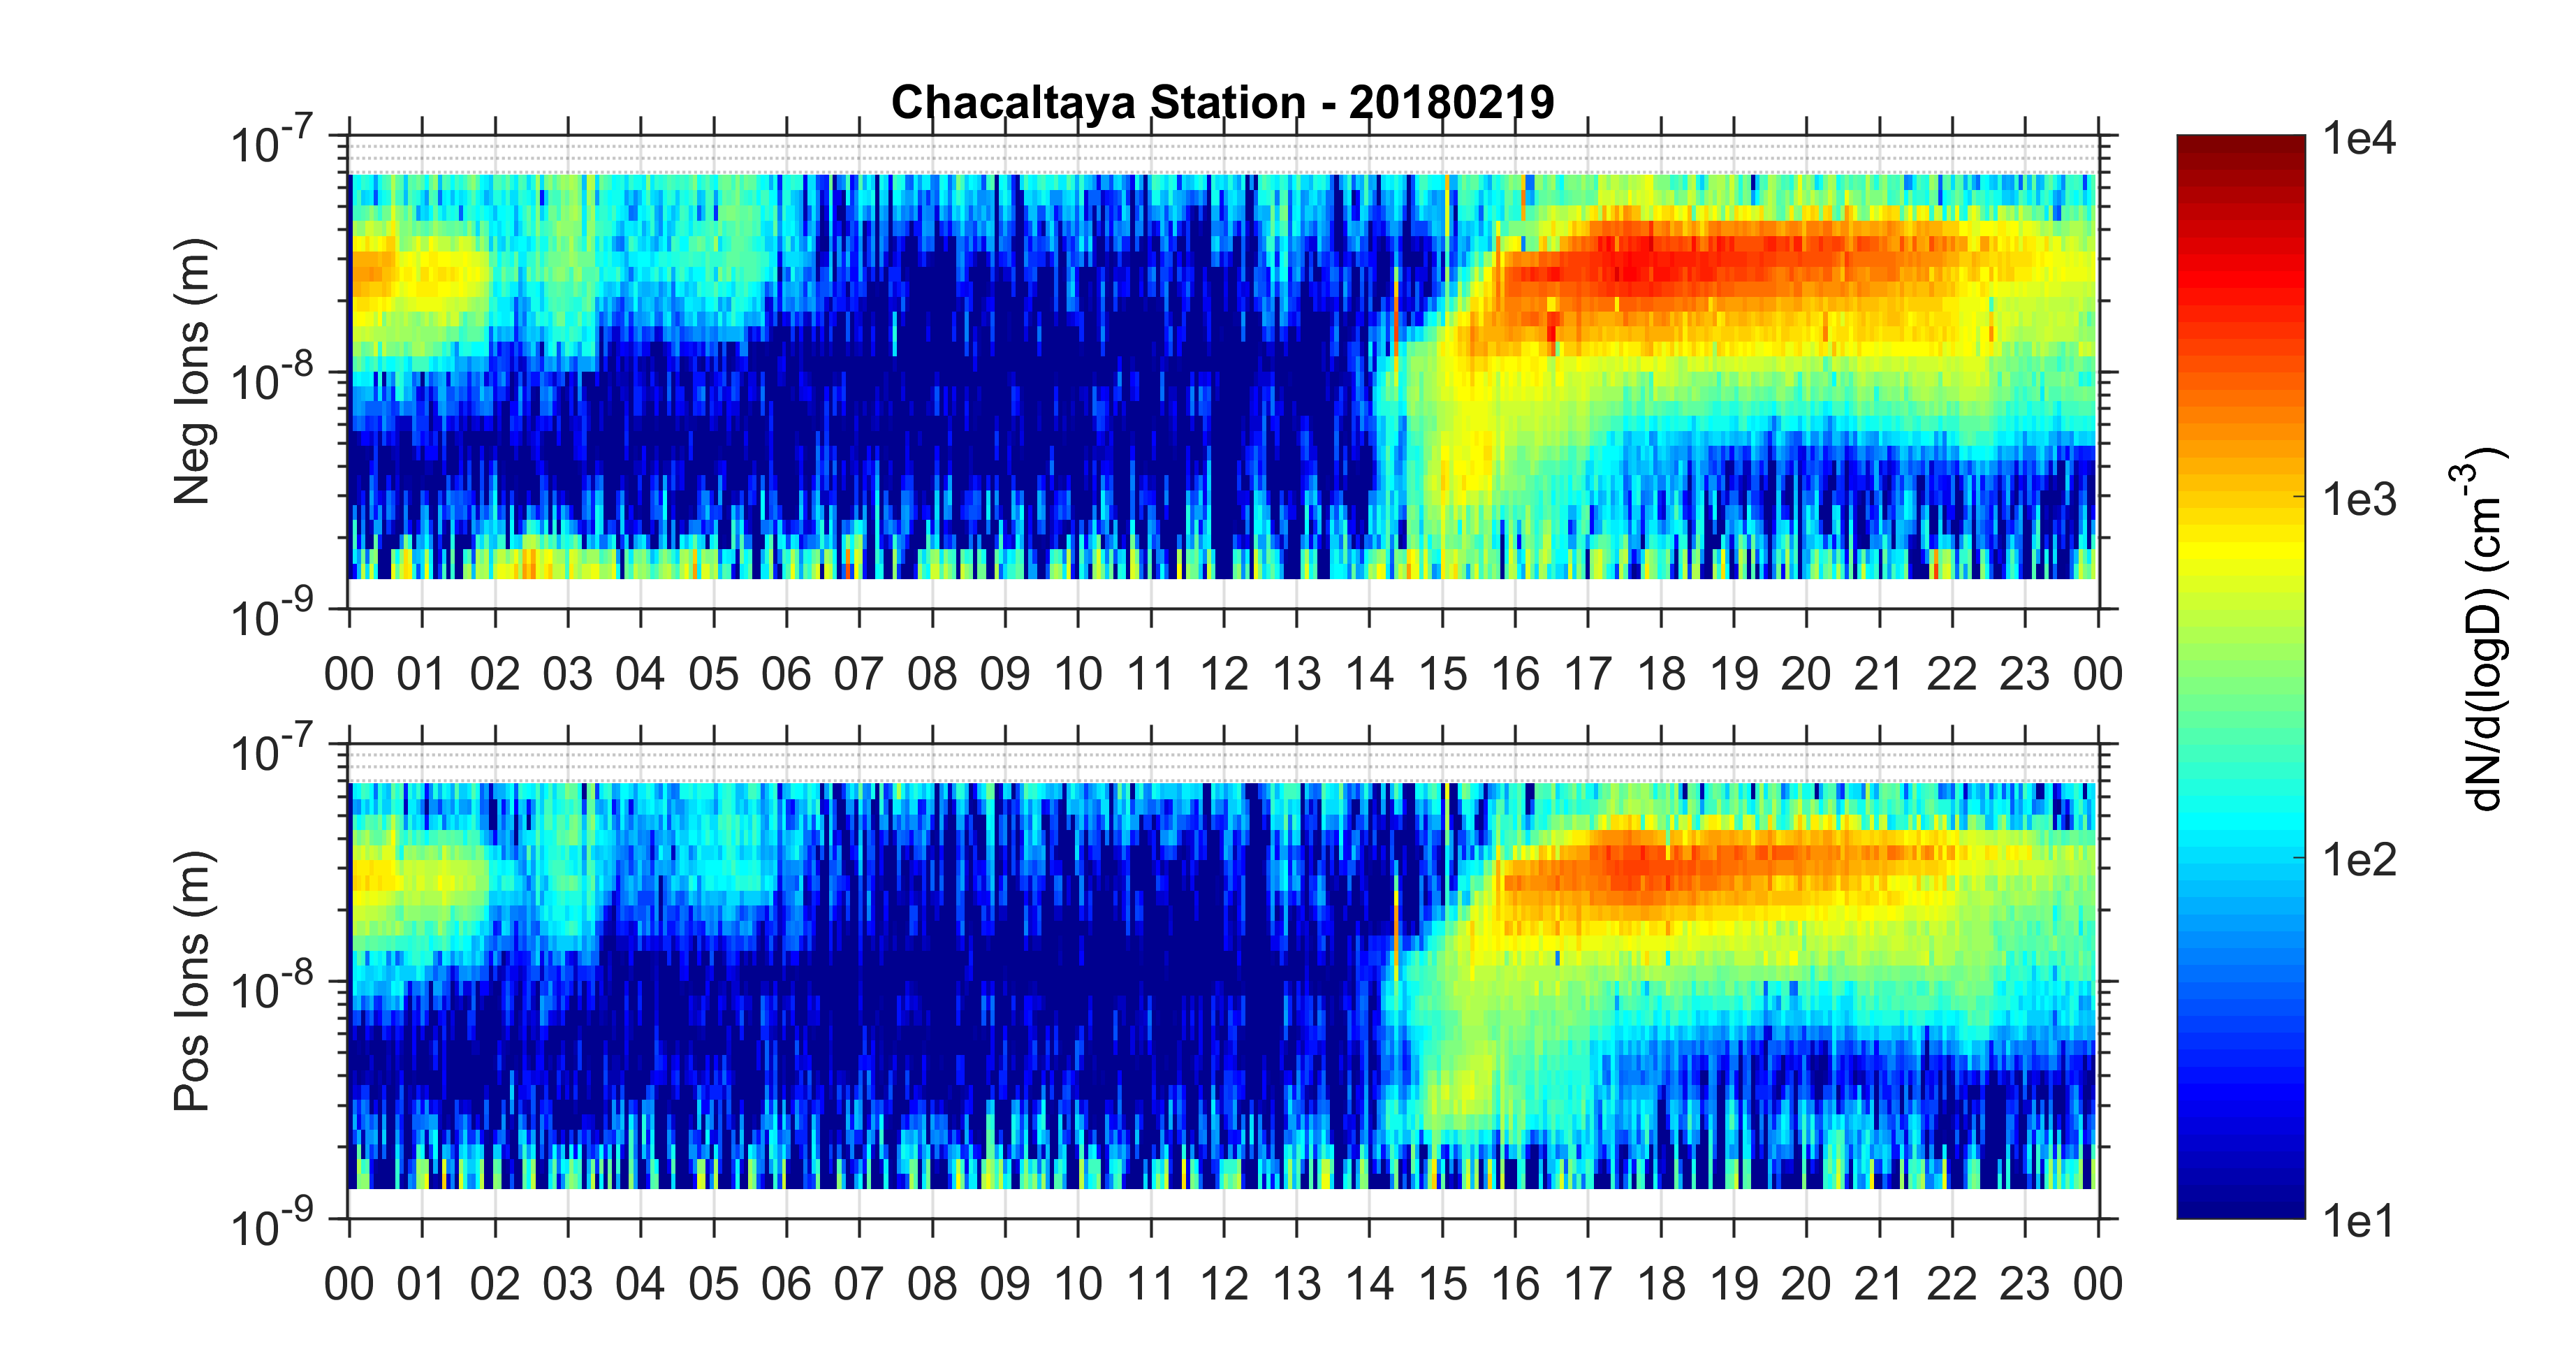 Chacaltaya Station - 20180219
Neg Ions (m)
10-7
10-8
10-9
00 01 02 03 04 05 06 07 08 09 10 11 12 13 14 15 16 17 18 19 20 21 22 23 00
Pos Ions (m)
10-7
10-8
10-9
00 01 02 03 04 05 06 07 08 09 10 11 12 13 14 15 16 17 18 19 20 21 22 23 00
1e4
1e3
1e2
1e1
dN/d(logD) (cm-3)